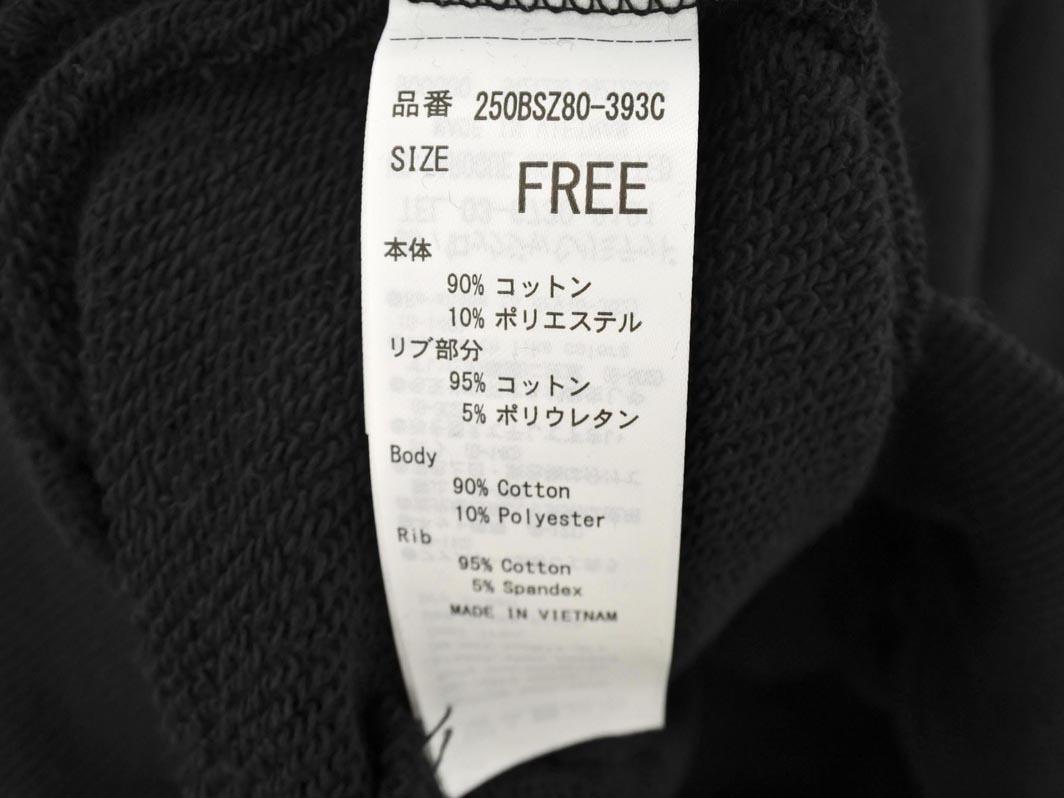 品番 250BSZ80-393C
SIZE FREE
本体
90% コットン
10% ポリエステル
リブ部分
95% コットン
5% ポリウレタン
Body
90% Cotton
10% Polyester
Rib
95% Cotton
5% Spandex
MADE IN VIETNAM